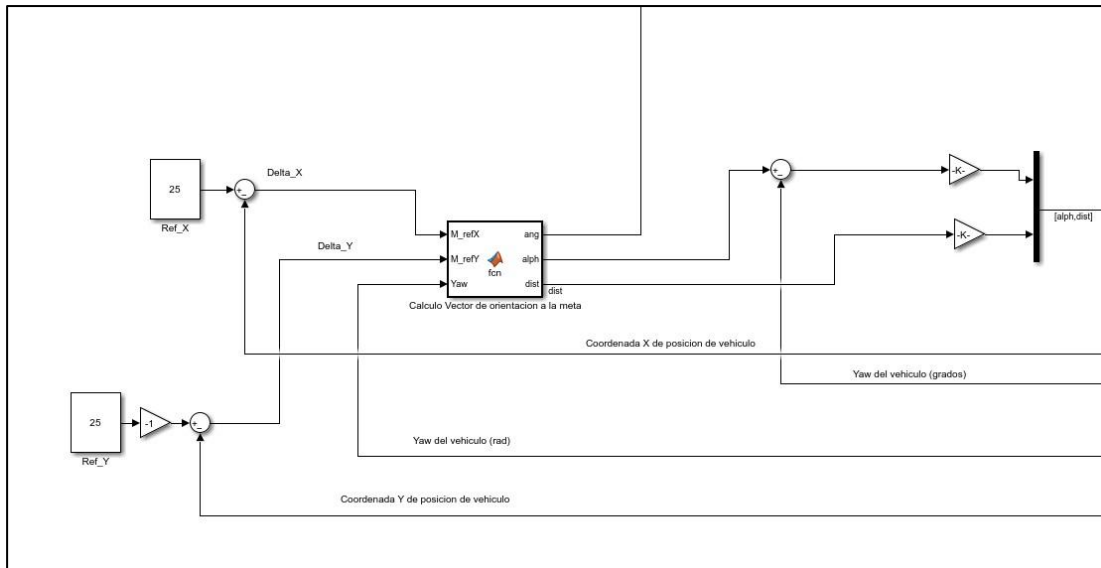 Delta_X
25
+
-
Ref_X
Delta_Y
M_refX
ang
M_refY
alph
fcn
Yaw
dist
dist
Calculo Vector de orientacion a la meta
+
-
-K-
-K-
[alph,dist]
Coordenada X de posicion de vehiculo
Yaw del vehiculo (grados)
25
-1
+
-
Ref_Y
Yaw del vehiculo (rad)
Coordenada Y de posicion de vehiculo